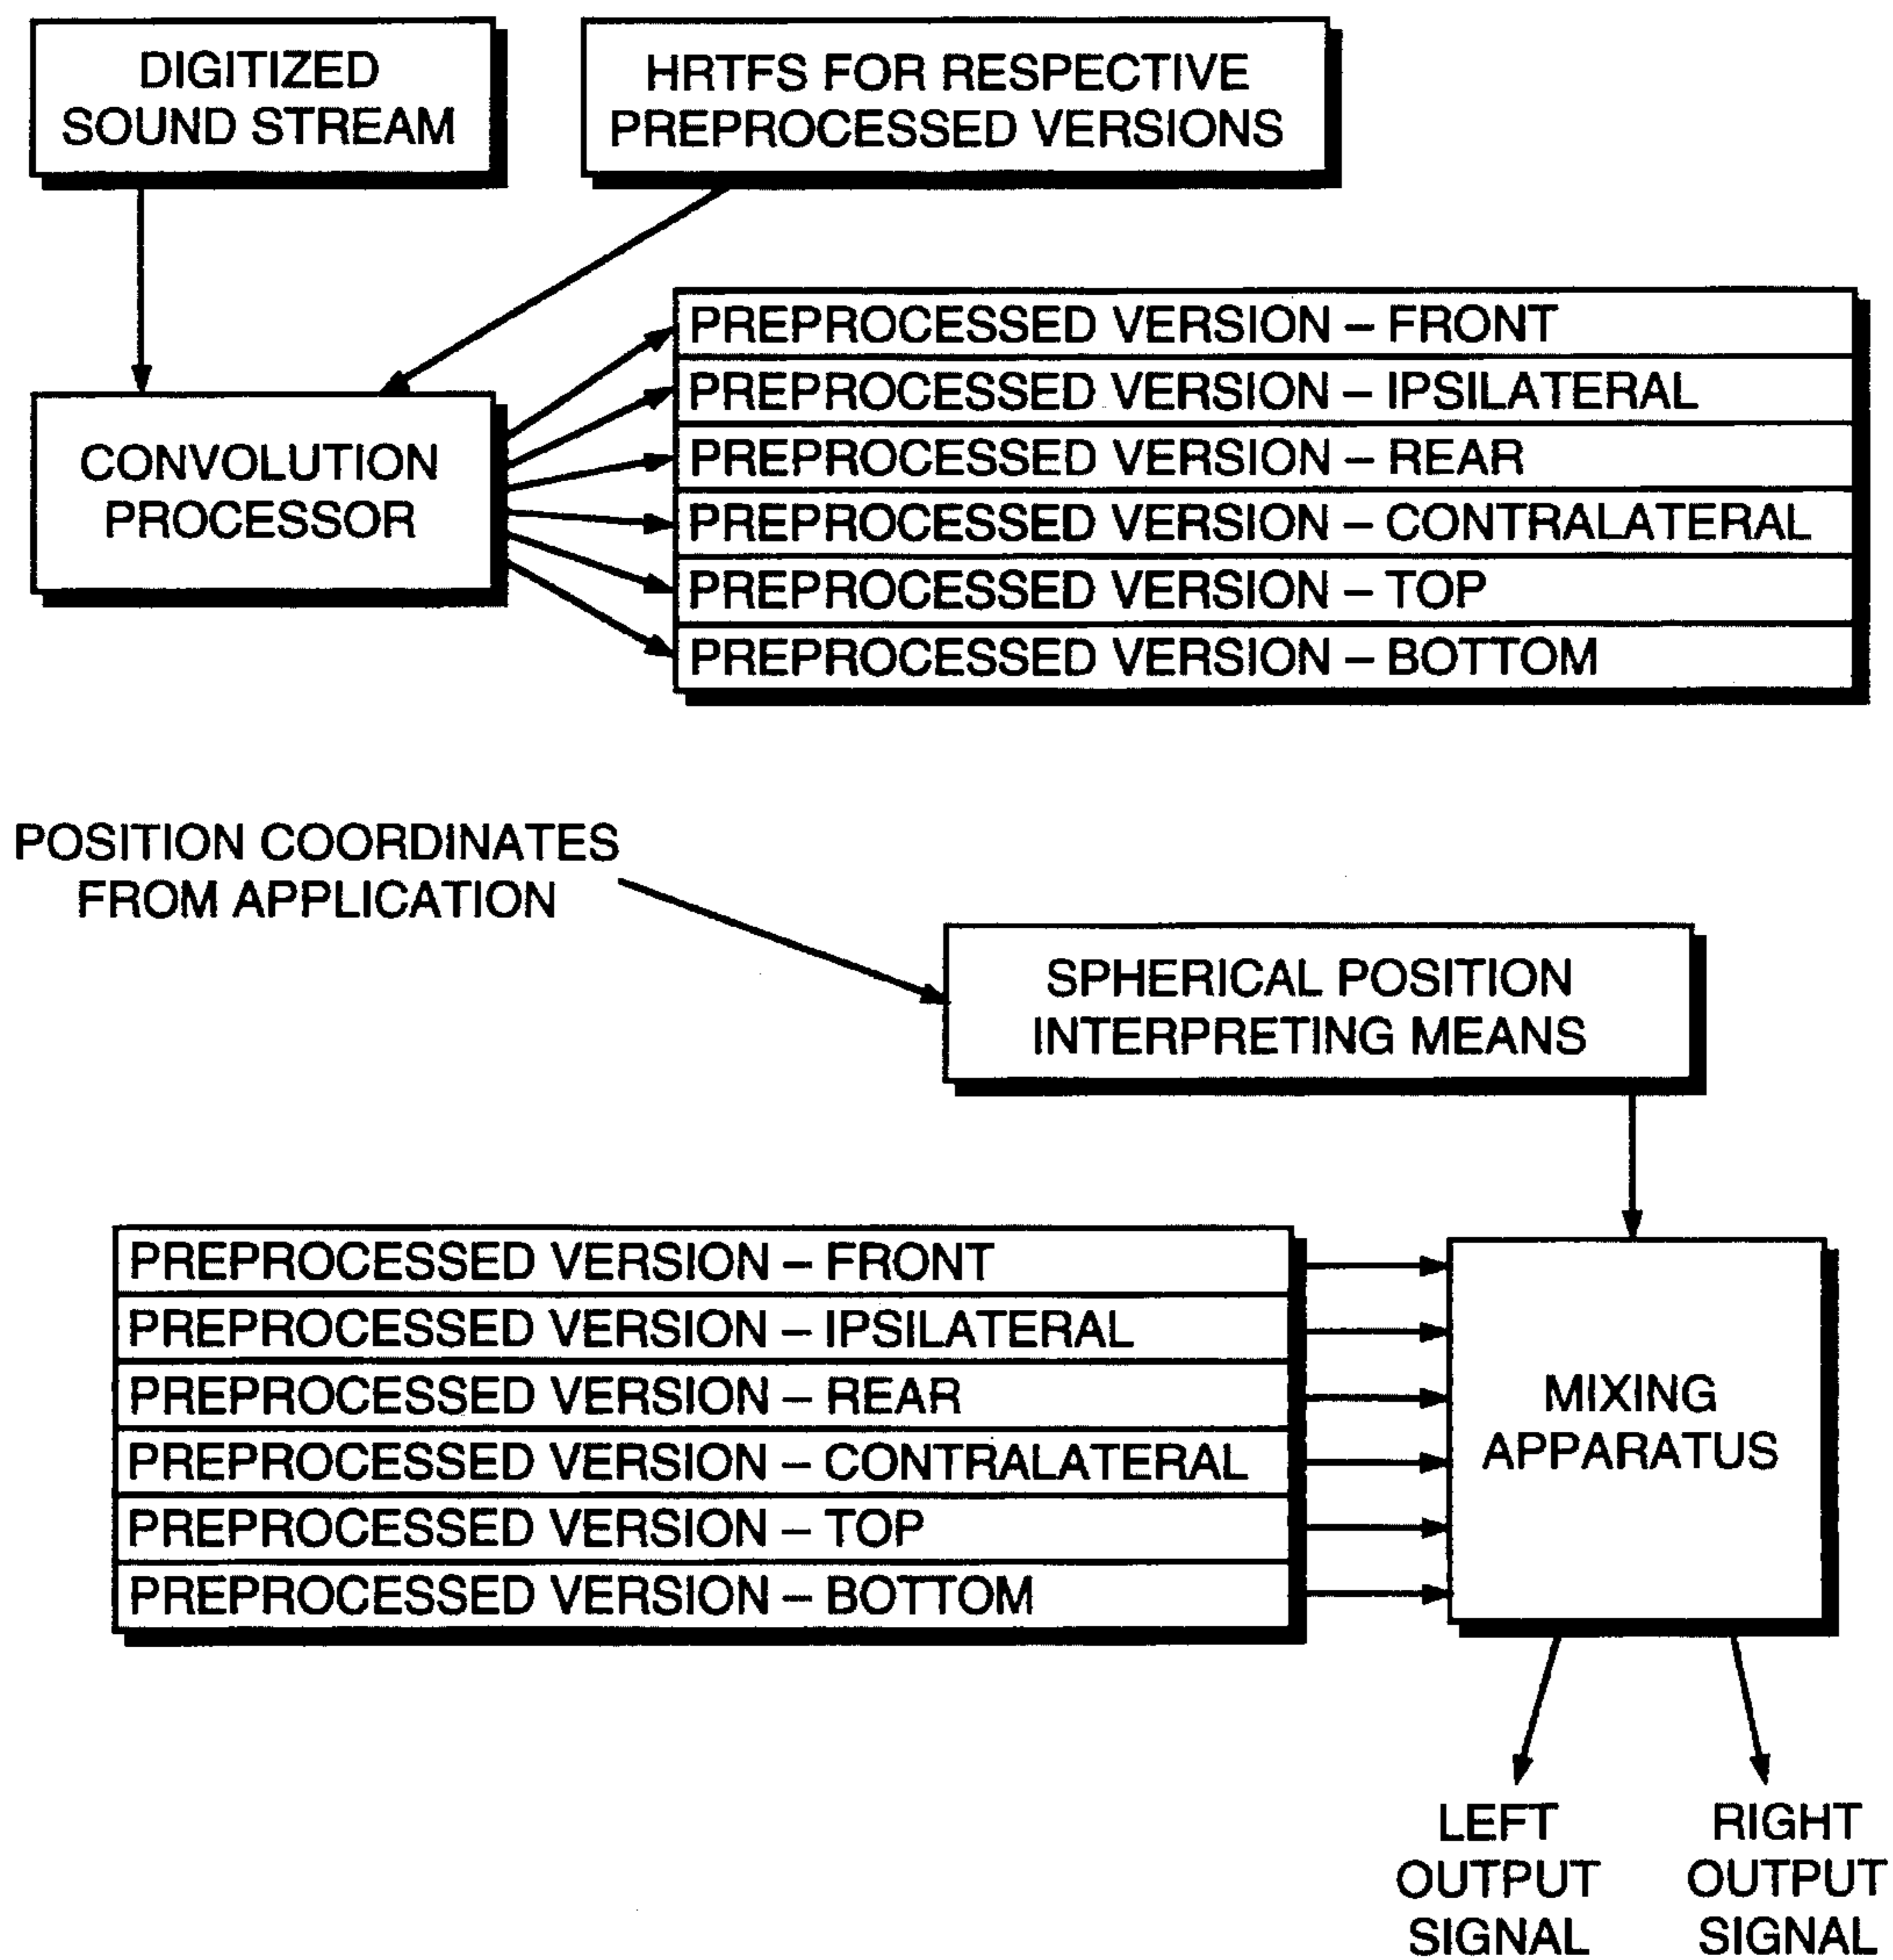 DIGITIZED
SOUND STREAM
HRTFS FOR RESPECTIVE
PREPROCESSED VERSIONS
CONVOLUTION
PROCESSOR
PREPROCESSED VERSION – FRONT
PREPROCESSED VERSION – IPSILATERAL
PREPROCESSED VERSION – REAR
PREPROCESSED VERSION – CONTRALATERAL
PREPROCESSED VERSION – TOP
PREPROCESSED VERSION – BOTTOM
POSITION COORDINATES
FROM APPLICATION
SPHERICAL POSITION
INTERPRETING MEANS
PREPROCESSED VERSION – FRONT
PREPROCESSED VERSION – IPSILATERAL
PREPROCESSED VERSION – REAR
PREPROCESSED VERSION – CONTRALATERAL
PREPROCESSED VERSION – TOP
PREPROCESSED VERSION – BOTTOM
MIXING
APPARATUS
LEFT
OUTPUT
SIGNAL
RIGHT
OUTPUT
SIGNAL